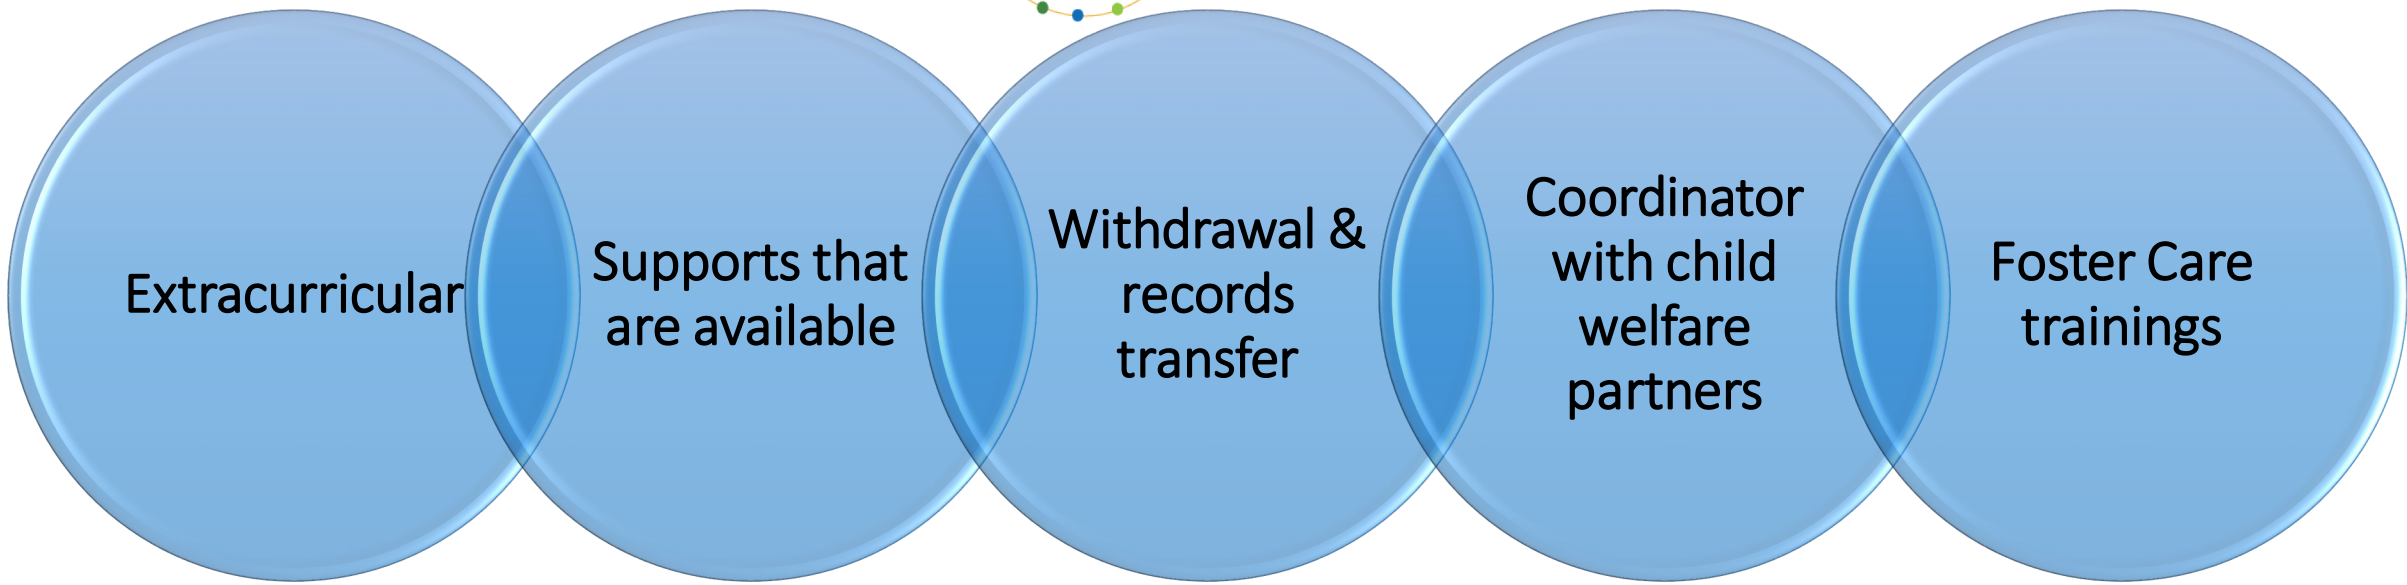 Extracurricular
Supports that
are available
Withdrawal &
records
transfer
Coordinator
with child
welfare
partners
Foster Care
trainings